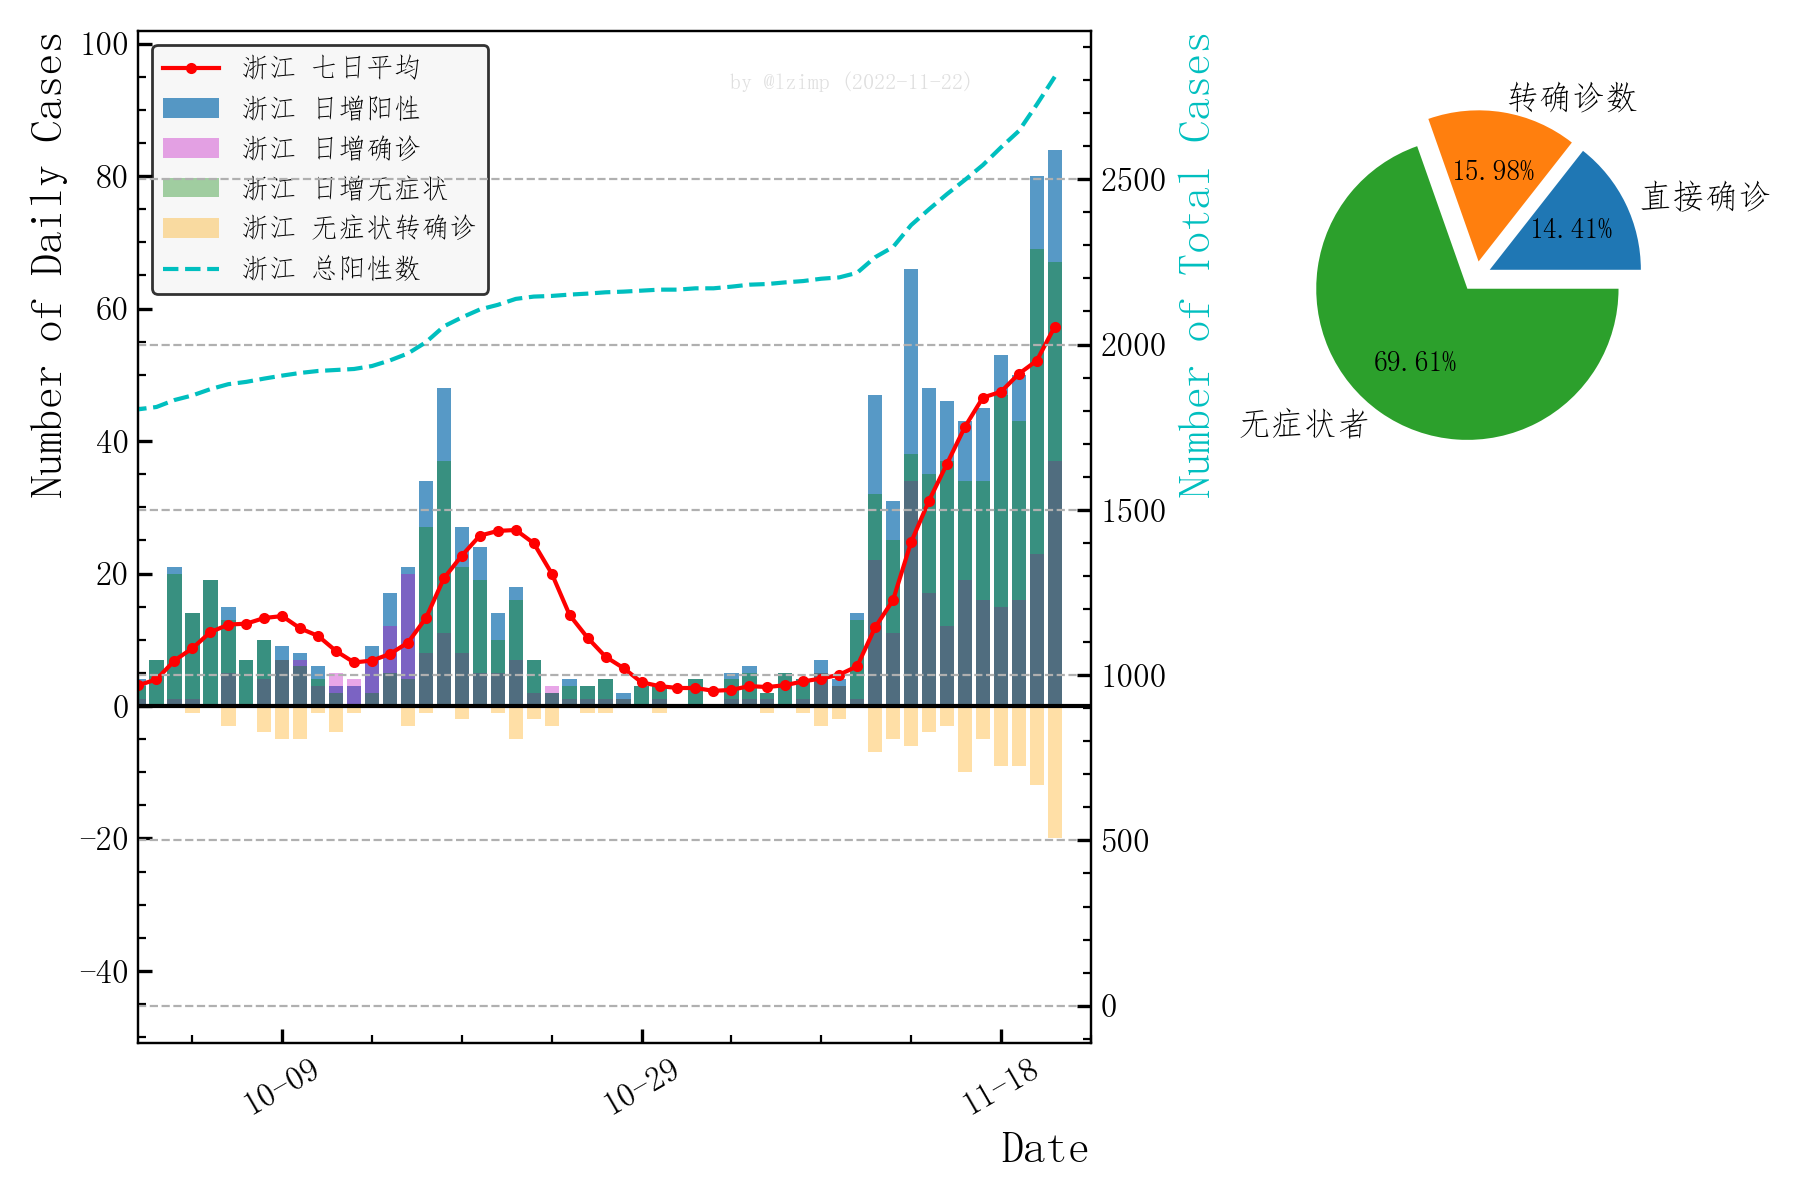 Number of Daily Cases
100
80
60
40
20
0
−20
−40
浙江 七日平均
浙江 日增阳性
浙江 日增确诊
浙江 日增无症状
浙江 无症状转确诊
浙江 总阳性数
by @lzimp (2022-11-22)
2500
2000
1500
1000
500
0
Number of Total Cases
10−09
10−29
11−18
Date
转确诊数
15.98%
直接确诊
14.41%
69.61%
无症状者